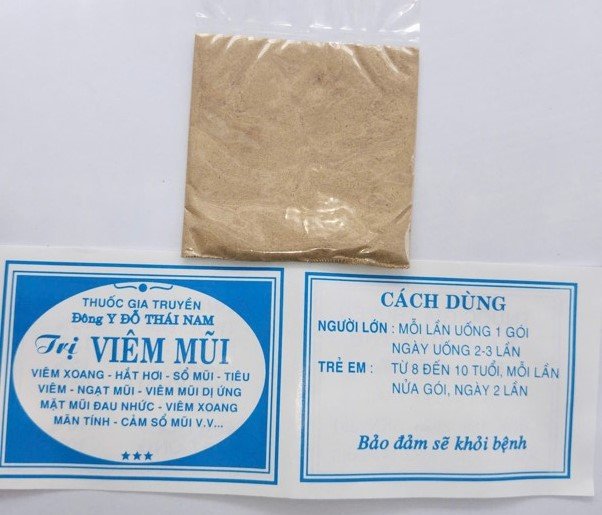 THUỐC GIA TRUYỀN
Đông Y ĐỖ THÁI NAM
Trị VIÊM MŨI
VIÊM XOANG - HẮT HƠI - SỔ MŨI - TIÊU
VIÊM - NGẠT MŨI - VIÊM MŨI DỊ ỨNG
MẶT MŨI ĐAU NHỨC - VIÊM XOANG
MÃN TÍNH - CẢM SỔ MŨI V.V...
CÁCH DÙNG
NGƯỜI LỚN : MỖI LẦN UỐNG 1 GÓI
NGÀY UỐNG 2-3 LẦN
TRẺ EM : TỪ 8 ĐẾN 10 TUỔI, MỖI LẦN
NỬA GÓI, NGÀY 2 LẦN
Bảo đảm sẽ khỏi bệnh